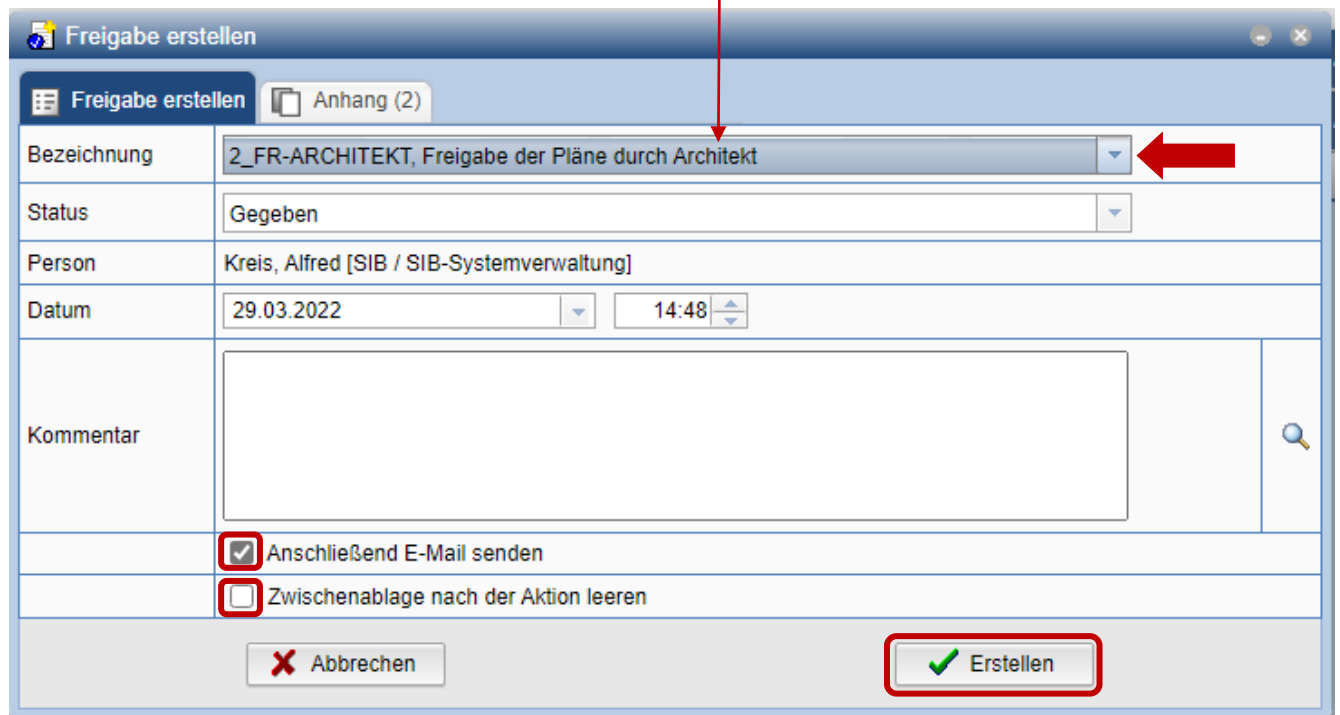 Freigabe erstellen
Freigabe erstellen Anhang (2)
Bezeichnung 2_FR-ARCHITEKT, Freigabe der Pläne durch Architekt
Status Gegeben
Person Kreis, Alfred [SIB / SIB-Systemverwaltung]
Datum 29.03.2022 14:48
Kommentar
Anschließend E-Mail senden
Zwischenablage nach der Aktion leeren
Abbrechen Erstellen